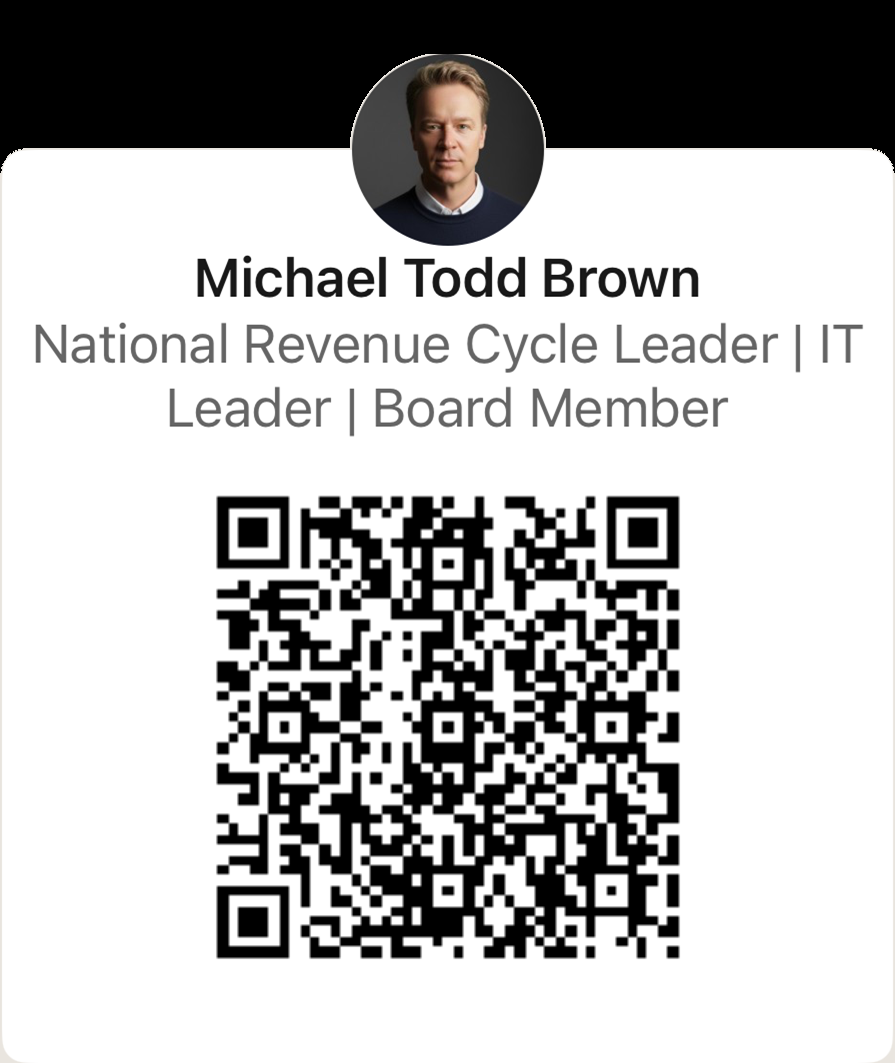 Michael Todd Brown
National Revenue Cycle Leader | IT
Leader | Board Member